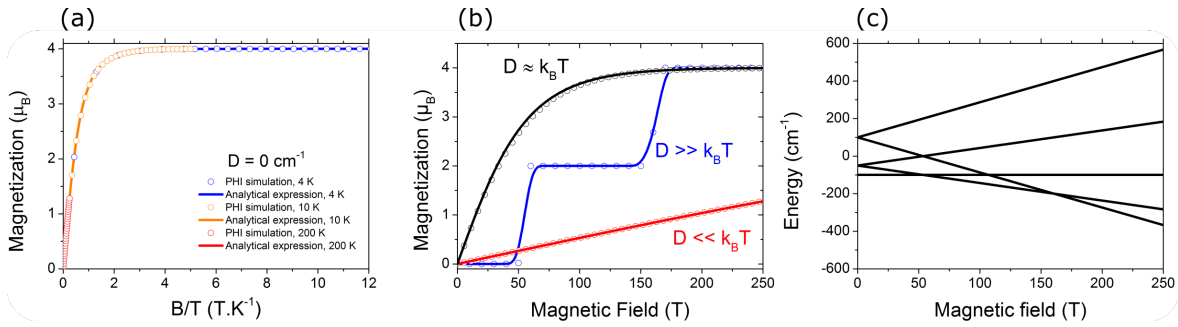 (a)
4
3
2
1
0
0
2
4
6
8
10
12
Magnetization (μB)
B/T (T.K⁻¹)
D = 0 cm⁻¹
PHI simulation, 4 K
Analytical expression, 4 K
PHI simulation, 10 K
Analytical expression, 10 K
PHI simulation, 200 K
Analytical expression, 200 K
(b)
4
3
2
1
0
0
50
100
150
200
250
Magnetization (μB)
Magnetic Field (T)
D ≈ kBT
D >> kBT
D << kBT
(c)
600
400
200
0
-200
-400
-600
0
50
100
150
200
250
Energy (cm⁻¹)
Magnetic field (T)